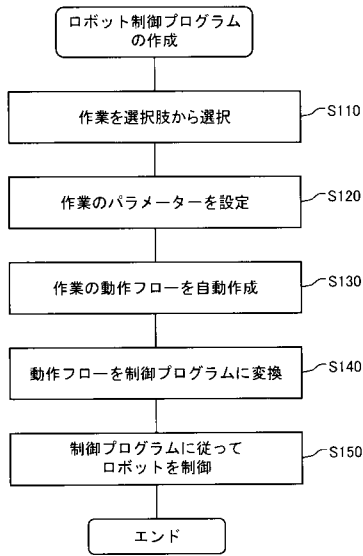 ロボット制御プログラム
の作成
作業を選択肢から選択
S110
作業のパラメーターを設定
S120
作業の動作フローを自動作成
S130
動作フローを制御プログラムに変換
S140
制御プログラムに従って
ロボットを制御
S150
エンド